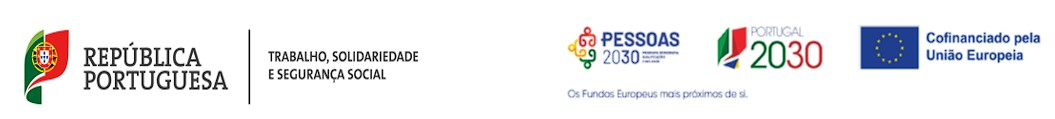 REPÚBLICA
PORTUGUESA
TRABALHO, SOLIDARIEDADE
E SEGURANÇA SOCIAL
PESSOAS
2030
PORTUGAL
2030
Cofinanciado pela
União Europeia
Os Fundos Europeus mais próximos de si.